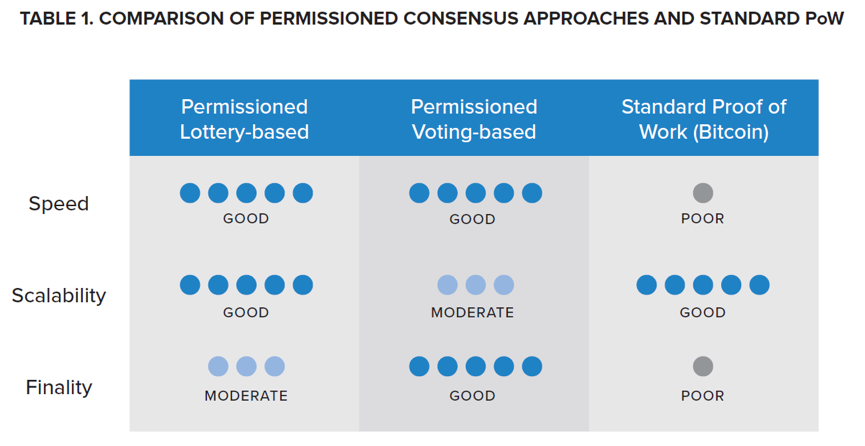 TABLE 1. COMPARISON OF PERMISSIONED CONSENSUS APPROACHES AND STANDARD PoW
Permissioned
Lottery-based
Permissioned
Voting-based
Standard Proof of
Work (Bitcoin)
Speed
GOOD
GOOD
POOR
Scalability
GOOD
MODERATE
GOOD
Finality
MODERATE
GOOD
POOR